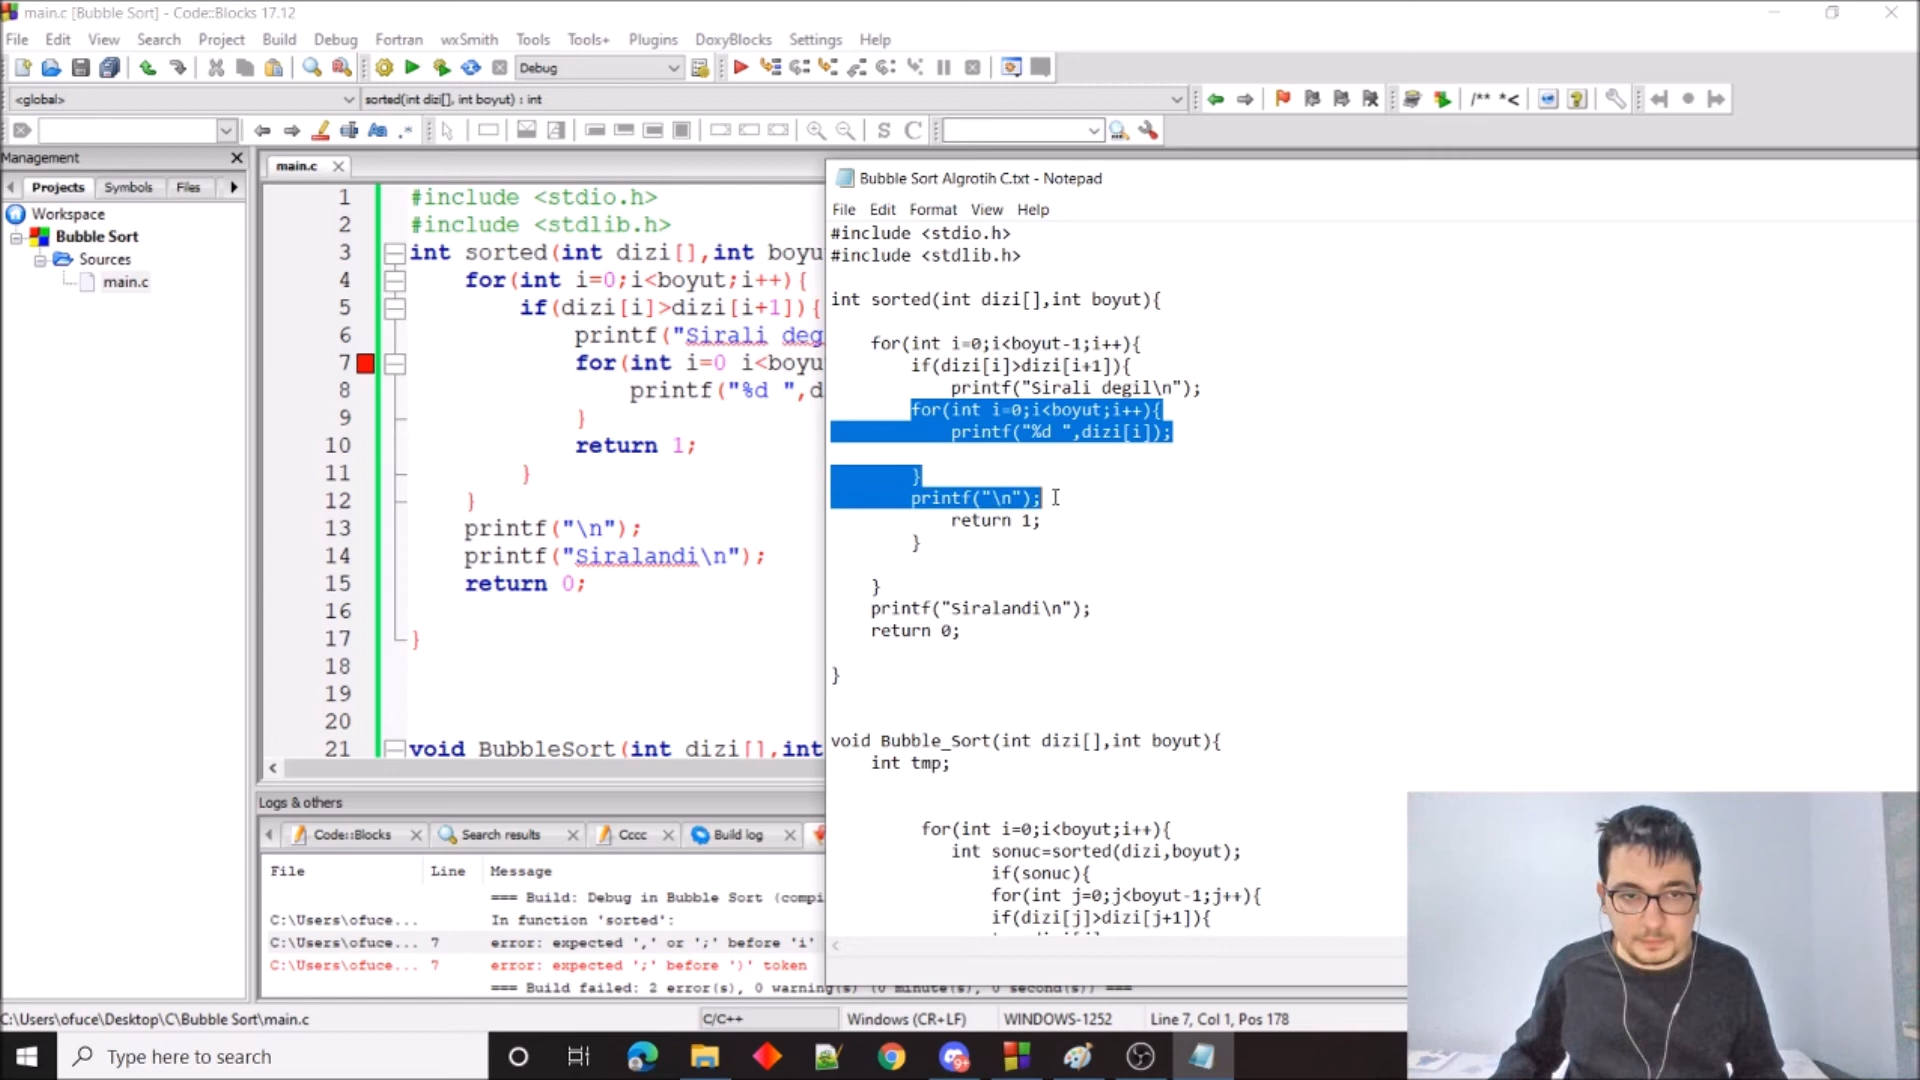 main.c [Bubble Sort] - Code::Blocks 17.12
File Edit View Search Project Build Debug Fortran wxSmith Tools Tools+ Plugins DoxyBlocks Settings Help
Debug
<global> sorted(int dizi[], int boyut) : int
Management
Projects Symbols Files
Workspace
Bubble Sort
Sources
main.c
main.c
1 #include <stdio.h>
2 #include <stdlib.h>
3 int sorted(int dizi[],int boyu
4 for(int i=0;i<boyut;i++){
5 if(dizi[i]>dizi[i+1]){
6 printf("Sirali deg
7 for(int i=0 i<boyu
8 printf("%d ",d
9 }
10 return 1;
11 }
12 }
13 printf("\n");
14 printf("Siralandi\n");
15 return 0;
16
17 }
18
19
20
21 void BubbleSort(int dizi[],int
Bubble Sort Algrotih C.txt - Notepad
File Edit Format View Help
#include <stdio.h>
#include <stdlib.h>
int sorted(int dizi[],int boyut){
for(int i=0;i<boyut-1;i++){
if(dizi[i]>dizi[i+1]){
printf("Sirali degil\n");
for(int i=0;i<boyut;i++){
printf("%d ",dizi[i]);
}
printf("\n");
return 1;
}
}
printf("Siralandi\n");
return 0;
}
void Bubble_Sort(int dizi[],int boyut){
int tmp;
for(int i=0;i<boyut;i++){
int sonuc=sorted(dizi,boyut);
if(sonuc){
for(int j=0;j<boyut-1;j++){
if(dizi[j]>dizi[j+1]){
Logs & others
Code::Blocks Search results Cccc Build log
File Line Message
=== Build: Debug in Bubble Sort (compi
C:\Users\ofuce... In function 'sorted':
C:\Users\ofuce... 7 error: expected ',' or ';' before 'i'
C:\Users\ofuce... 7 error: expected ';' before ')' token
=== Build failed: 2 error(s), 0 warning(s) (0 minute(s), 0 second(s)) ===
C:\Users\ofuce\Desktop\C\Bubble Sort\main.c C/C++ Windows (CR+LF) WINDOWS-1252 Line 7, Col 1, Pos 178
Type here to search